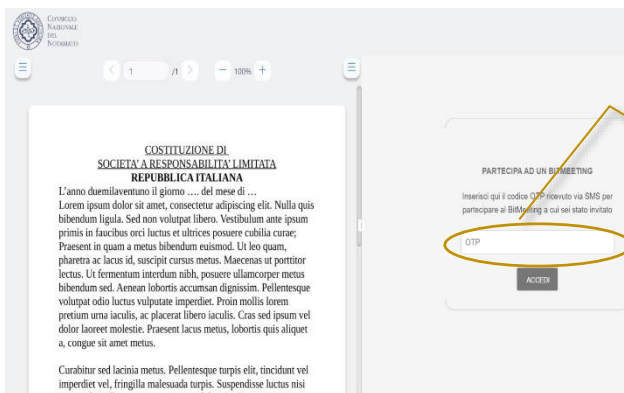 CONSIGLIO
NAZIONALE
DEL
NOTARIATO
1 /1 100%
COSTITUZIONE DI
SOCIETA' A RESPONSABILITA' LIMITATA
REPUBBLICA ITALIANA
L'anno duemilaventuno il giorno .... del mese di …
Lorem ipsum dolor sit amet, consectetur adipiscing elit. Nulla quis
bibendum ligula. Sed non volutpat libero. Vestibulum ante ipsum
primis in faucibus orci luctus et ultrices posuere cubilia curae;
Praesent in quam a metus bibendum euismod. Ut leo quam,
pharetra ac lacus id, suscipit cursus metus. Maecenas ut porttitor
lectus. Ut fermentum interdum nibh, posuere ullamcorper metus
bibendum sed. Aenean lobortis accumsan dignissim. Pellentesque
volutpat odio luctus vulputate imperdiet. Proin mollis lorem
pretium urna iaculis, ac placerat libero iaculis. Cras sed ipsum vel
dolor laoreet molestie. Praesent lacus metus, lobortis quis aliquet
a, congue sit amet metus.
Curabitur sed lacinia metus. Pellentesque turpis elit, tincidunt vel
imperdiet vel, fringilla malesuada turpis. Suspendisse luctus nisi
PARTECIPA AD UN BITMEETING
Inserisci qui il codice OTP ricevuto via SMS per
partecipare al BitMeeting a cui sei stato invitato
OTP
ACCEDI